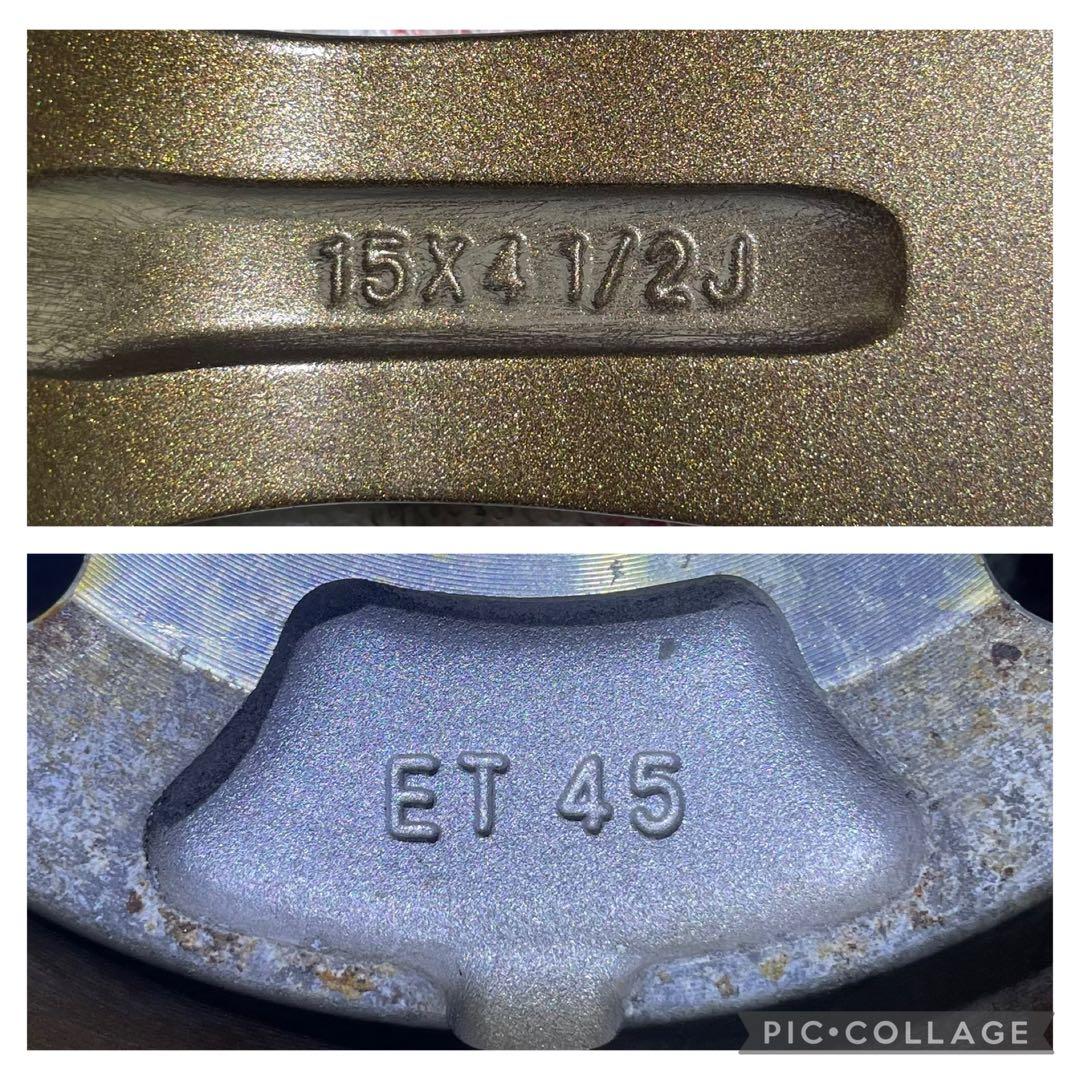 15X4 1/2J
ET 45
PIC•COLLAGE